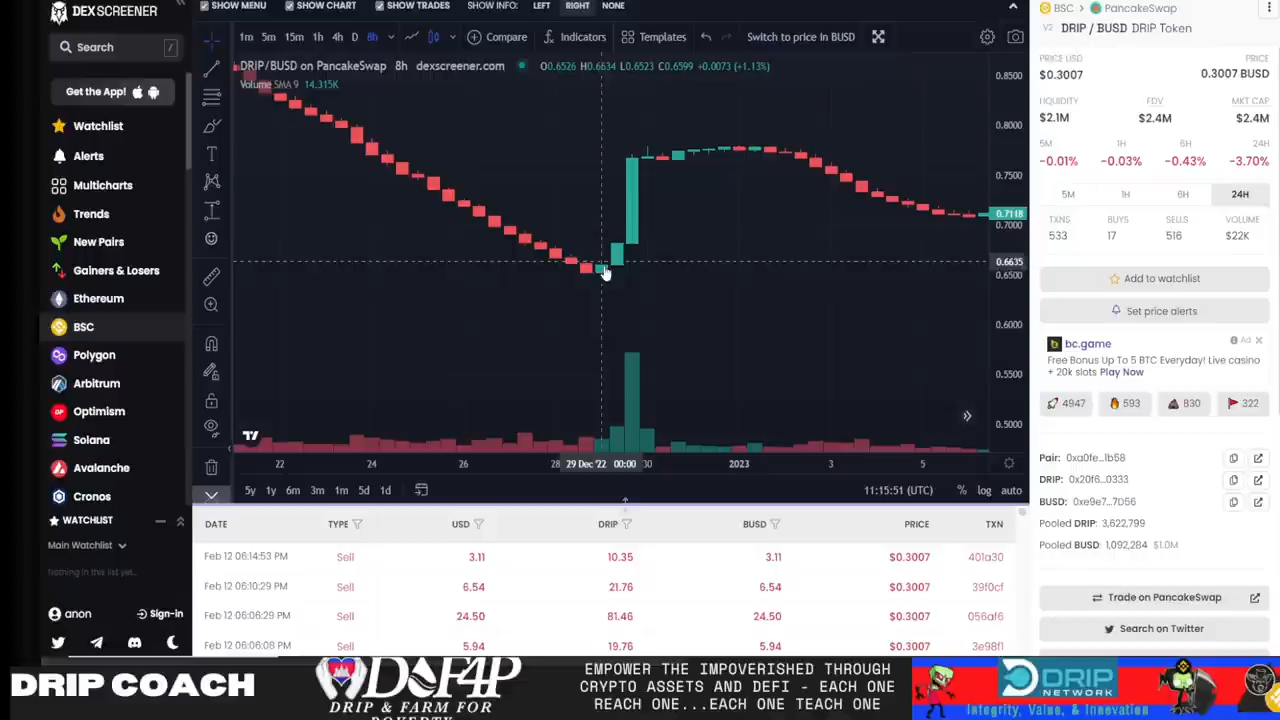 DEX SCREENER
Search
/
Get the App!
Watchlist
Alerts
Multicharts
Trends
New Pairs
Gainers & Losers
Ethereum
BSC
Polygon
Arbitrum
Optimism
Solana
Avalanche
Cronos
WATCHLIST
Main Watchlist
Nothing in this list yet...
anon
Sign-in
SHOW MENU
SHOW CHART
SHOW TRADES
SHOW INFO:
LEFT
RIGHT
NONE
1m 5m 15m 1h 4h 8h
Compare
Indicators
Templates
Switch to price in BUSD
DRIP/BUSD on PancakeSwap 8h dexscreener.com O0.6526 H0.6634 L0.6523 C0.6599 +0.0073 (+1.13%)
Volume SMA 9 14.315K
0.8500
0.8000
0.7500
0.7118
0.7000
0.6635
0.6500
0.6000
0.5500
0.5000
22 24 26 28 29 Dec '22 00:00 30 2023 3 5
5y 1y 6m 3m 1m 5d 1d
11:15:51 (UTC) % log auto
DATE TYPE USD DRIP BUSD PRICE TXN
Feb 12 06:14:53 PM Sell 3.11 10.35 3.11 $0.3007 401a30
Feb 12 06:10:29 PM Sell 6.54 21.76 6.54 $0.3007 39f0cf
Feb 12 06:06:29 PM Sell 24.50 81.46 24.50 $0.3007 056af6
Feb 12 06:06:08 PM Sell 5.94 19.76 5.94 $0.3007 3e98f1
BSC > PancakeSwap
V2 DRIP / BUSD DRIP Token
PRICE USD PRICE
$0.3007 0.3007 BUSD
LIQUIDITY FDV MKT CAP
$2.1M $2.4M $2.4M
5M 1H 6H 24H
-0.01% -0.03% -0.43% -3.70%
5M 1H 6H 24H
TXNS BUYS SELLS VOLUME
533 17 516 $22K
Add to watchlist
Set price alerts
bc.game
Ad
Free Bonus Up To 5 BTC Everyday! Live casino
+ 20k slots Play Now
4947 593 830 322
Pair: 0xa0fe...1b58
DRIP: 0x20f6...0333
BUSD: 0xe9e7...7D56
Pooled DRIP: 3,622,799
Pooled BUSD: 1,092,284 $1.0M
Trade on PancakeSwap
Search on Twitter
DRIP COACH
DRIP & FARM FOR
EMPOWER THE IMPOVERISHED THROUGH
CRYPTO ASSETS AND DEFI - EACH ONE
REACH ONE...EACH ONE TEACH ONE
DRIP
NETWORK
Integrity, Value, & Innovation